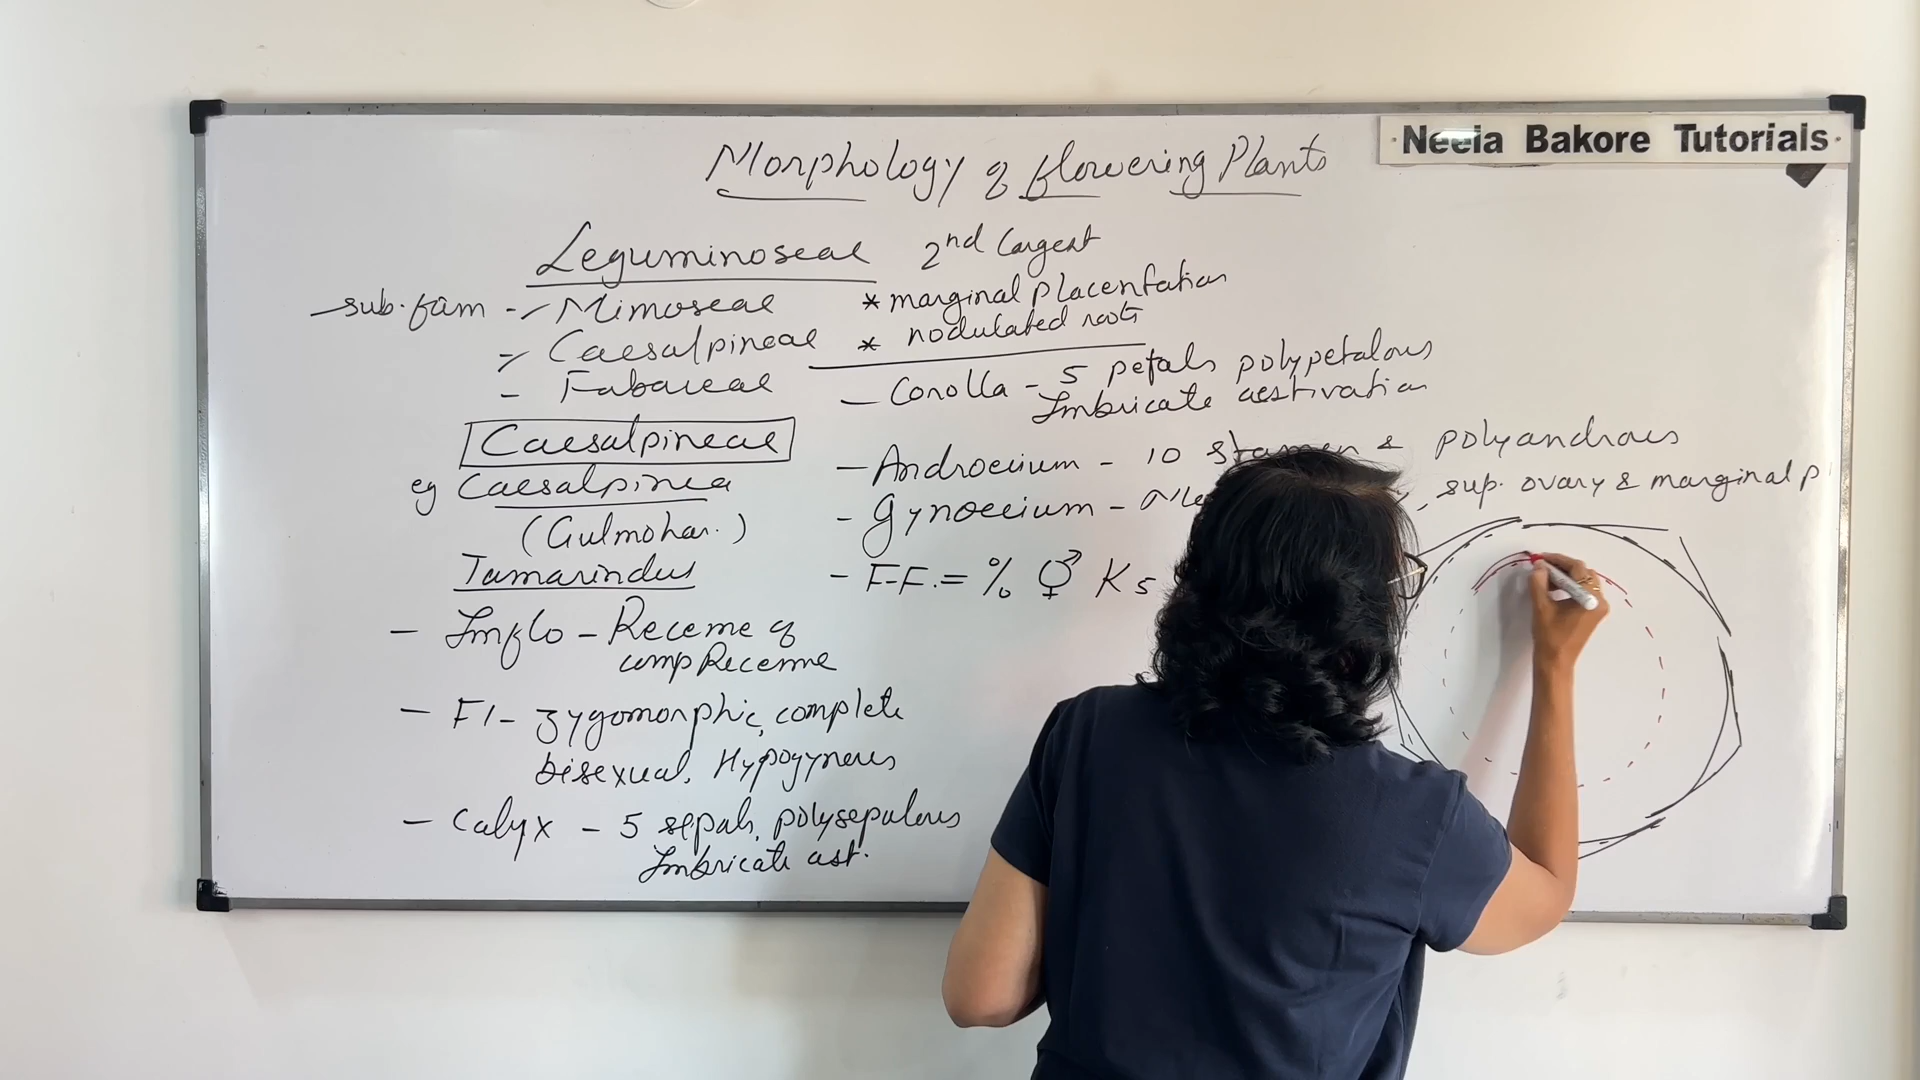 Neela Bakore Tutorials
Morphology of flowering Plants
Leguminoseae 2nd largest
sub. fam - - Mimoseae
- Caesalpineae
- Fabaceae
* marginal placentation
* nodulated roots
Caesalpineae
eg Caesalpinea
(Gulmohar.)
Tamarindus
- Inflo - Receme of
comp Receme
- Fl - zygomorphic, complete
bisexual, Hypogynous
- Calyx - 5 sepals, polysepalous
Imbricate ast.
- Corolla - 5 petals polypetalous
Imbricate aestivation
- Androecium - 10 stamen & polyandrous
- Gynoecium - sup. ovary & marginal p
- F.F. = % ⚥ K5